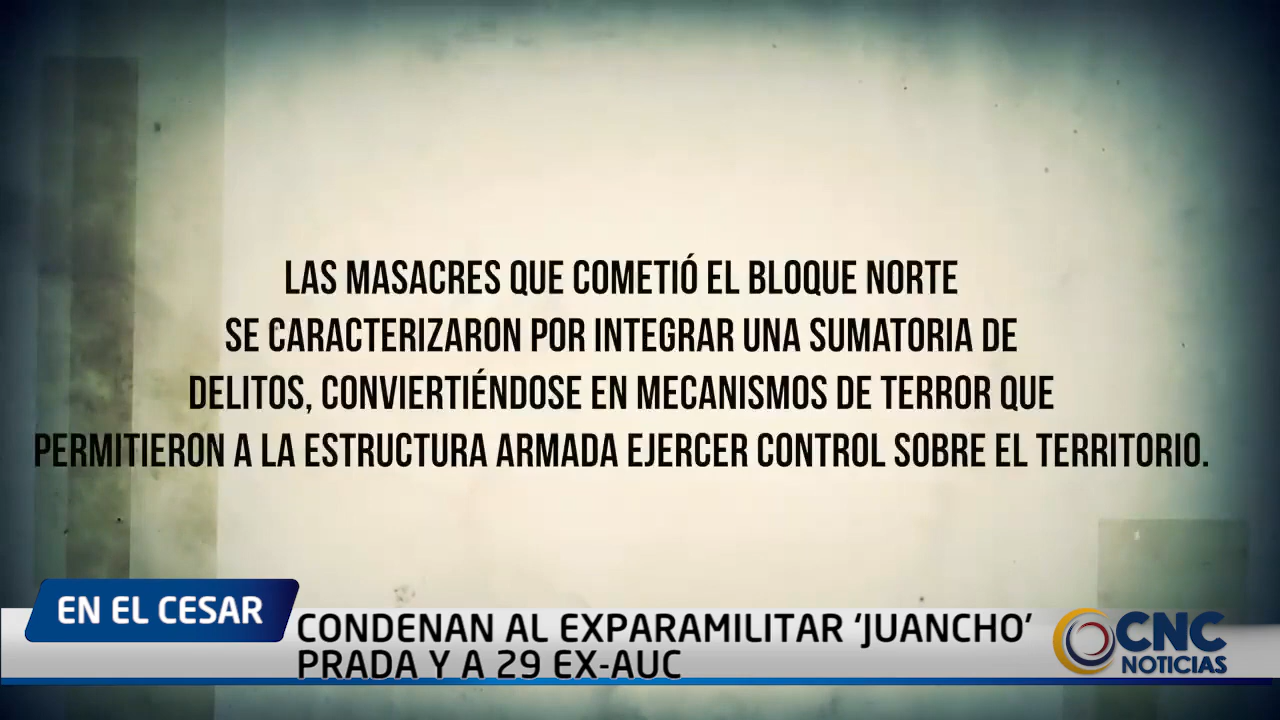 LAS MASACRES QUE COMETIÓ EL BLOQUE NORTE
SE CARACTERIZARON POR INTEGRAR UNA SUMATORIA DE
DELITOS, CONVIERTIÉNDOSE EN MECANISMOS DE TERROR QUE
PERMITIERON A LA ESTRUCTURA ARMADA EJERCER CONTROL SOBRE EL TERRITORIO.
EN EL CESAR
CONDENAN AL EXPARAMILITAR ‘JUANCHO’
PRADA Y A 29 EX-AUC
CNC
NOTICIAS